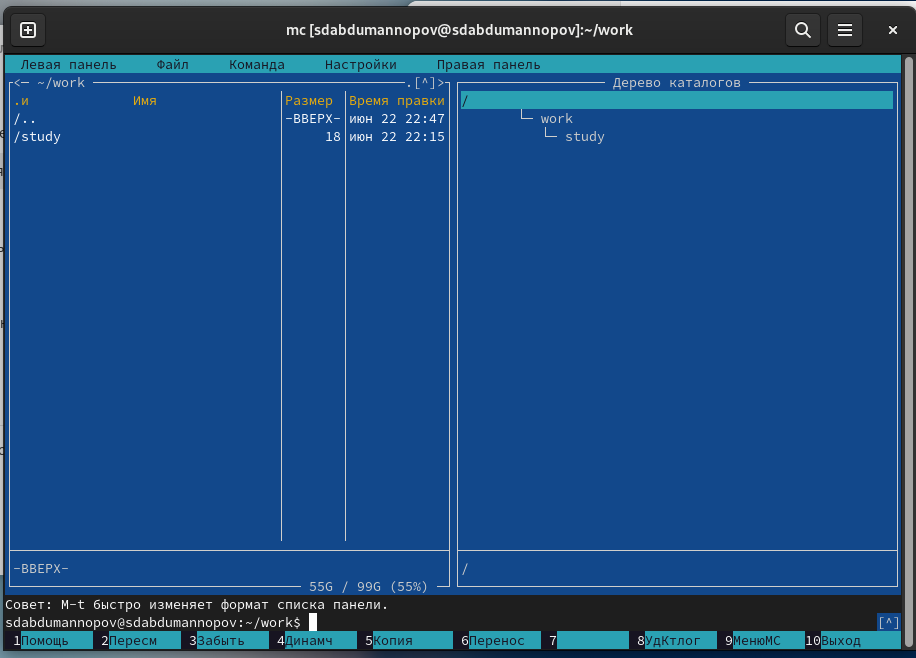 mc [sdabdumannopov@sdabdumannopov]:~/work
Левая панель Файл Команда Настройки Правая панель
<─ ~/work .[^]>
.и Имя Размер Время правки
/.. -ВВЕРХ- июн 22 22:47
/study 18 июн 22 22:15
-ВВЕРХ-
55G / 99G (55%)
Дерево каталогов
/
└─ work
└─ study
/
Совет: M-t быстро изменяет формат списка панели.
sdabdumannopov@sdabdumannopov:~/work$ [^]
1Помощь 2Пересм 3Забыть 4Динамч 5Копия 6Перенос 7 8УдКтлог 9МенюМС 10Выход